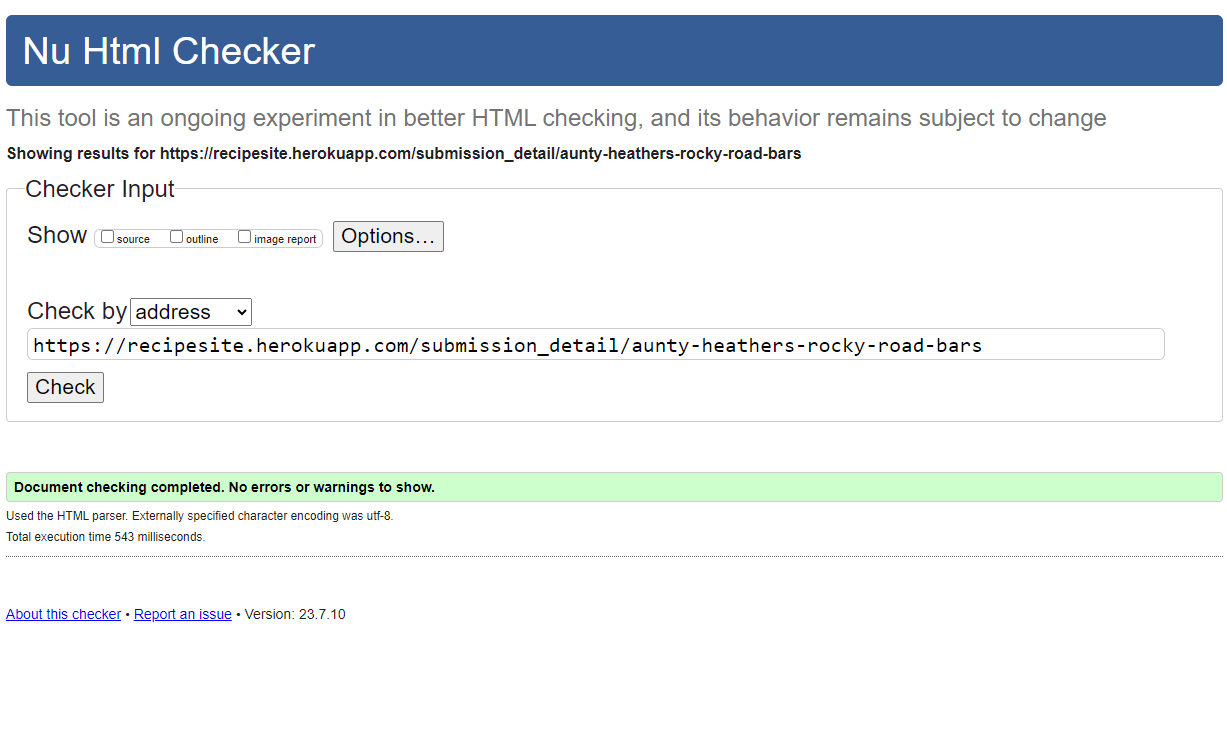 Nu Html Checker
This tool is an ongoing experiment in better HTML checking, and its behavior remains subject to change
Showing results for https://recipesite.herokuapp.com/submission_detail/aunty-heathers-rocky-road-bars
Checker Input
Show source outline image report Options...
Check by address
https://recipesite.herokuapp.com/submission_detail/aunty-heathers-rocky-road-bars
Check
Document checking completed. No errors or warnings to show.
Used the HTML parser. Externally specified character encoding was utf-8.
Total execution time 543 milliseconds.
About this checker • Report an issue • Version: 23.7.10